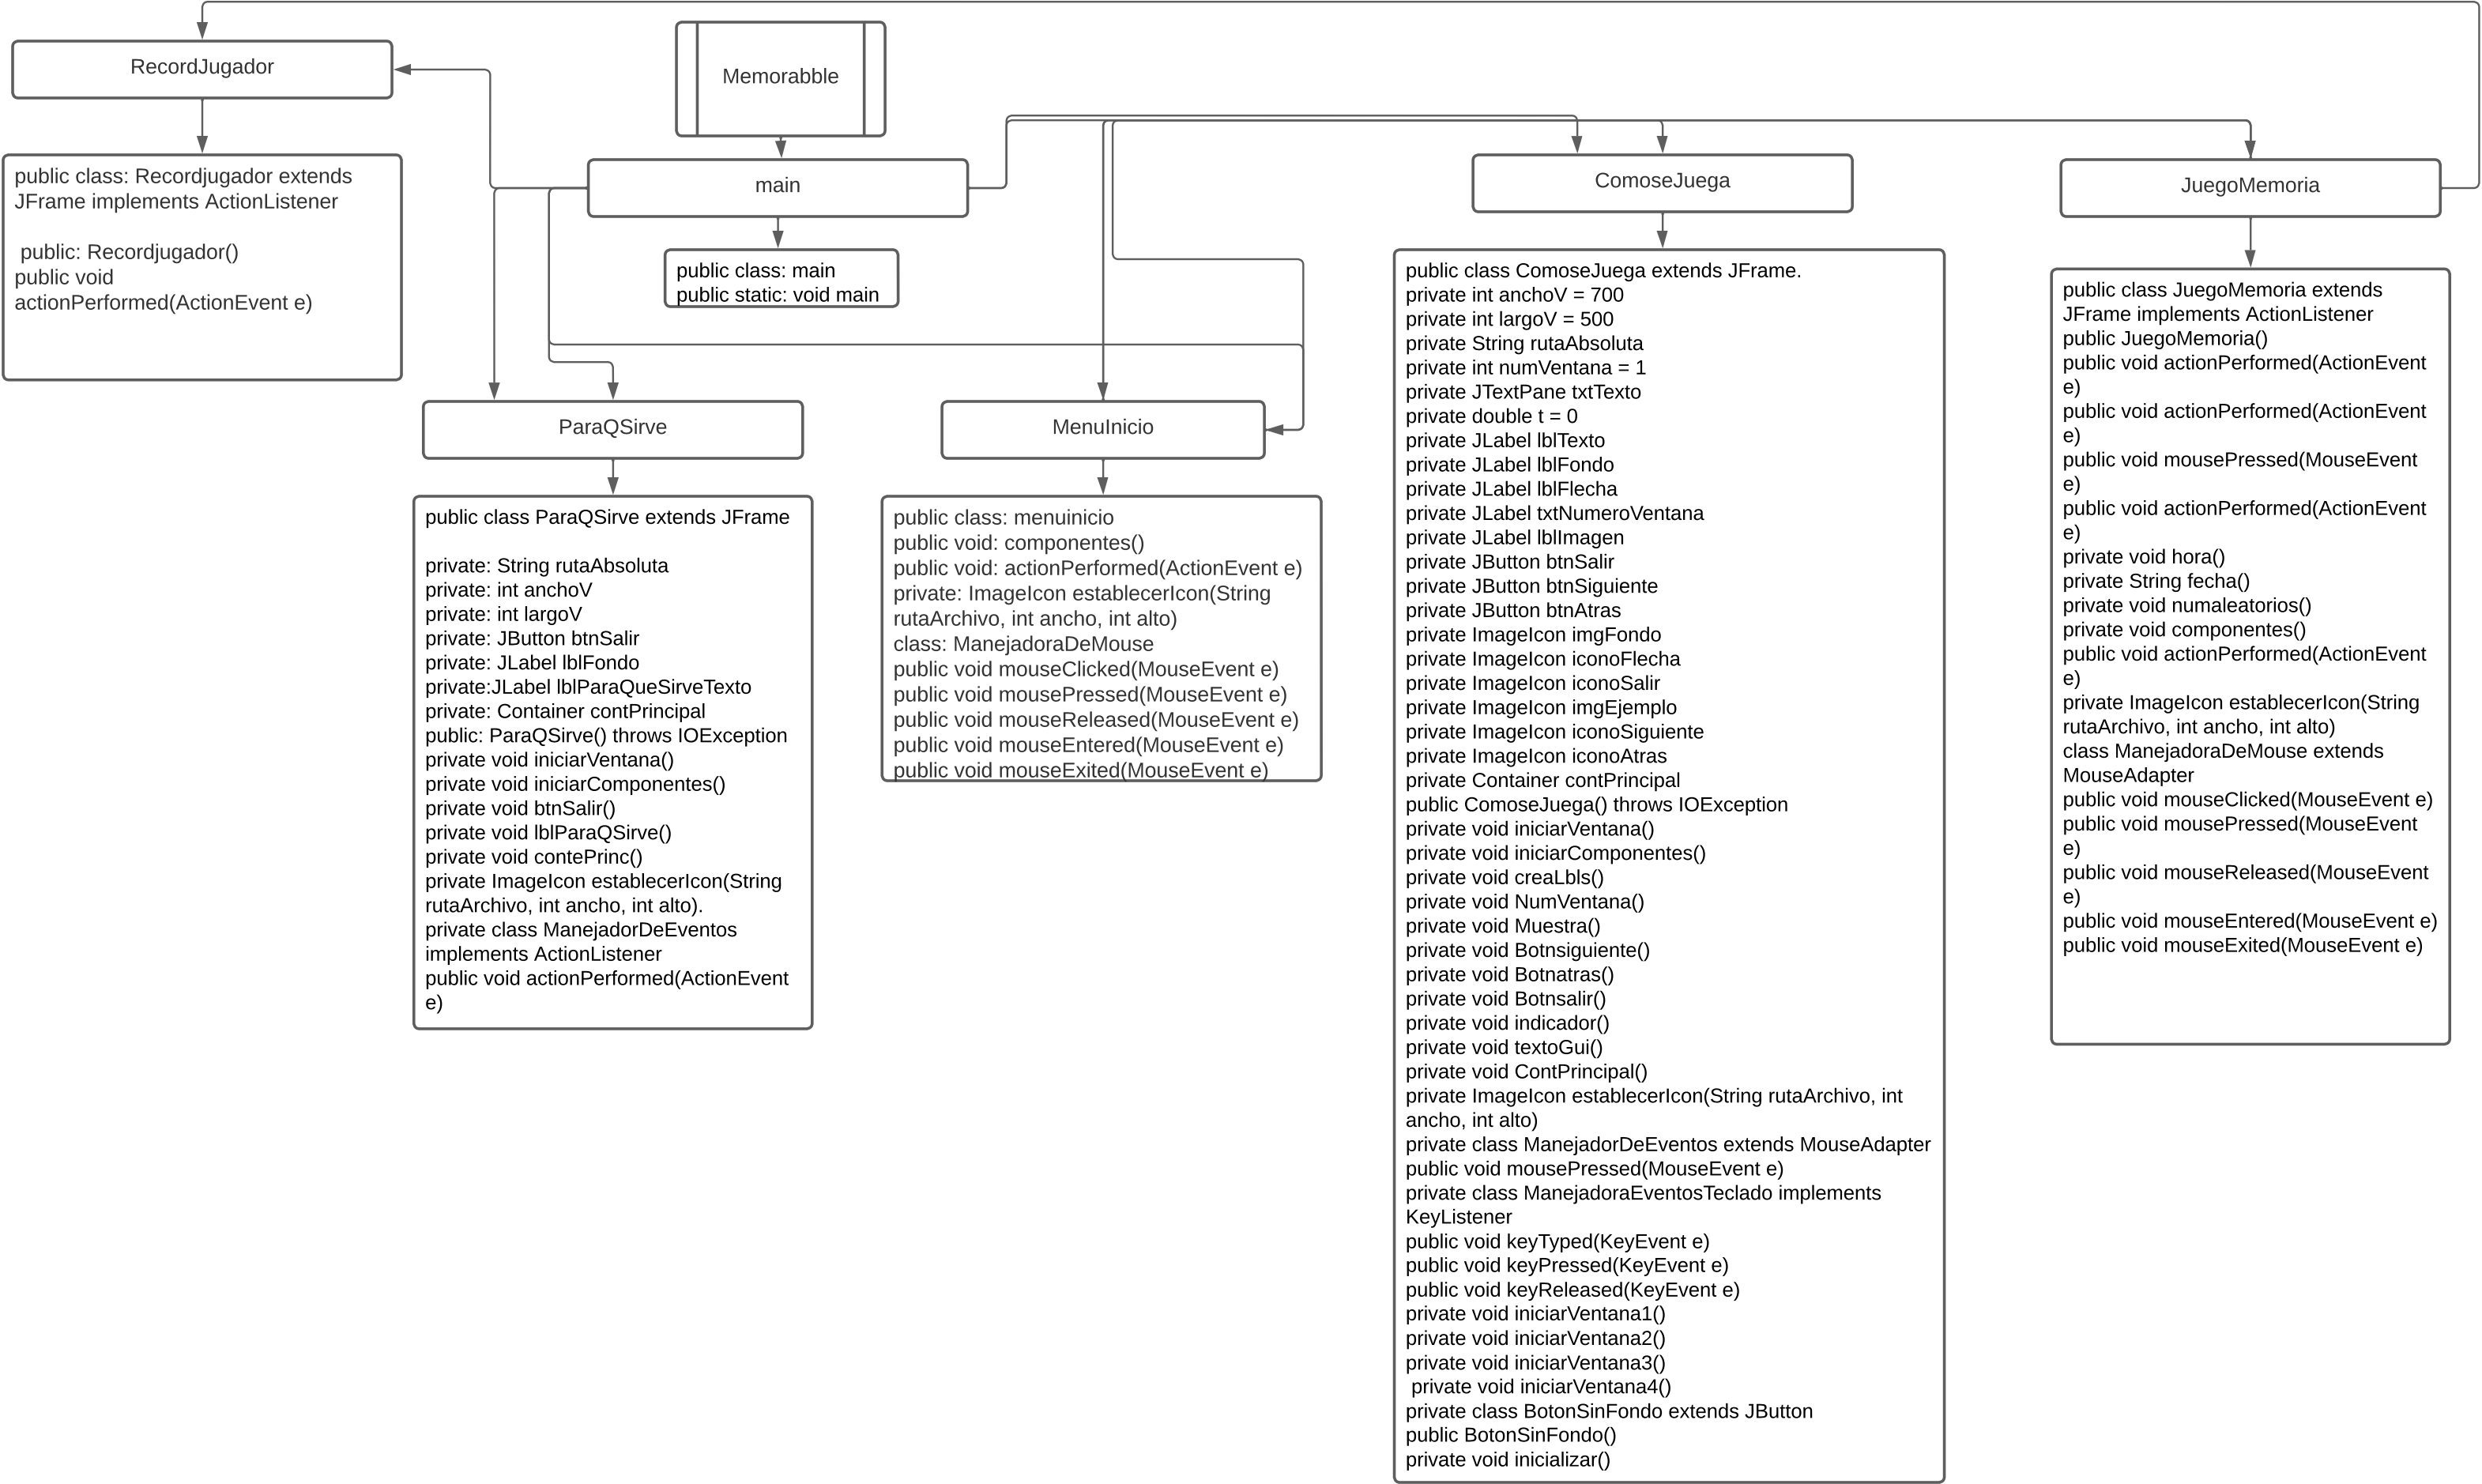 RecordJugador
public class: Recordjugador extends
JFrame implements ActionListener
public: Recordjugador()
public void
actionPerformed(ActionEvent e)
Memorabble
main
public class: main
public static: void main
ParaQSirve
public class ParaQSirve extends JFrame
private: String rutaAbsoluta
private: int anchoV
private: int largoV
private: JButton btnSalir
private: JLabel lblFondo
private:JLabel lblParaQueSirveTexto
private: Container contPrincipal
public: ParaQSirve() throws IOException
private void iniciarVentana()
private void iniciarComponentes()
private void btnSalir()
private void lblParaQSirve()
private void contePrinc()
private ImageIcon establecerIcon(String
rutaArchivo, int ancho, int alto).
private class ManejadorDeEventos
implements ActionListener
public void actionPerformed(ActionEvent
e)
MenuInicio
public class: menuinicio
public void: componentes()
public void: actionPerformed(ActionEvent e)
private: ImageIcon establecerIcon(String
rutaArchivo, int ancho, int alto)
class: ManejadoraDeMouse
public void mouseClicked(MouseEvent e)
public void mousePressed(MouseEvent e)
public void mouseReleased(MouseEvent e)
public void mouseEntered(MouseEvent e)
public void mouseExited(MouseEvent e)
ComoseJuega
public class ComoseJuega extends JFrame.
private int anchoV = 700
private int largoV = 500
private String rutaAbsoluta
private int numVentana = 1
private JTextPane txtTexto
private double t = 0
private JLabel lblTexto
private JLabel lblFondo
private JLabel lblFlecha
private JLabel txtNumeroVentana
private JLabel lblImagen
private JButton btnSalir
private JButton btnSiguiente
private JButton btnAtras
private ImageIcon imgFondo
private ImageIcon iconoFlecha
private ImageIcon iconoSalir
private ImageIcon imgEjemplo
private ImageIcon iconoSiguiente
private ImageIcon iconoAtras
private Container contPrincipal
public ComoseJuega() throws IOException
private void iniciarVentana()
private void iniciarComponentes()
private void creaLbls()
private void NumVentana()
private void Muestra()
private void Botnsiguiente()
private void Botnatras()
private void Botnsalir()
private void indicador()
private void textoGui()
private void ContPrincipal()
private ImageIcon establecerIcon(String rutaArchivo, int
ancho, int alto)
private class ManejadorDeEventos extends MouseAdapter
public void mousePressed(MouseEvent e)
private class ManejadoraEventosTeclado implements
KeyListener
public void keyTyped(KeyEvent e)
public void keyPressed(KeyEvent e)
public void keyReleased(KeyEvent e)
private void iniciarVentana1()
private void iniciarVentana2()
private void iniciarVentana3()
private void iniciarVentana4()
private class BotonSinFondo extends JButton
public BotonSinFondo()
private void inicializar()
JuegoMemoria
public class JuegoMemoria extends
JFrame implements ActionListener
public JuegoMemoria()
public void actionPerformed(ActionEvent
e)
public void actionPerformed(ActionEvent
e)
public void mousePressed(MouseEvent
e)
public void actionPerformed(ActionEvent
e)
private void hora()
private String fecha()
private void numaleatorios()
private void componentes()
public void actionPerformed(ActionEvent
e)
private ImageIcon establecerIcon(String
rutaArchivo, int ancho, int alto)
class ManejadoraDeMouse extends
MouseAdapter
public void mouseClicked(MouseEvent e)
public void mousePressed(MouseEvent
e)
public void mouseReleased(MouseEvent
e)
public void mouseEntered(MouseEvent e)
public void mouseExited(MouseEvent e)